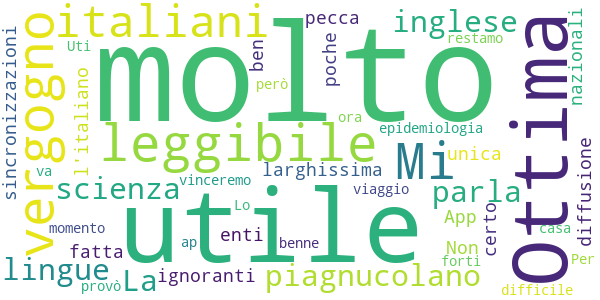 molto
utile
Ottima
vergogno
italiani
leggibile
Mi
inglese
scienza
parla
lingue
La
piagnucolano
pecca
restamo
poche
ben
Uti
però
ora
l'italiano
sincronizzazioni
nazionali
epidemiologia
unica
larghissima
vinceremo
viaggio
va
Lo
App
Non
certo
diffusione
casa
Per
forti
difficile
momento
fatta
ap
enti
benne
ignoranti
provò